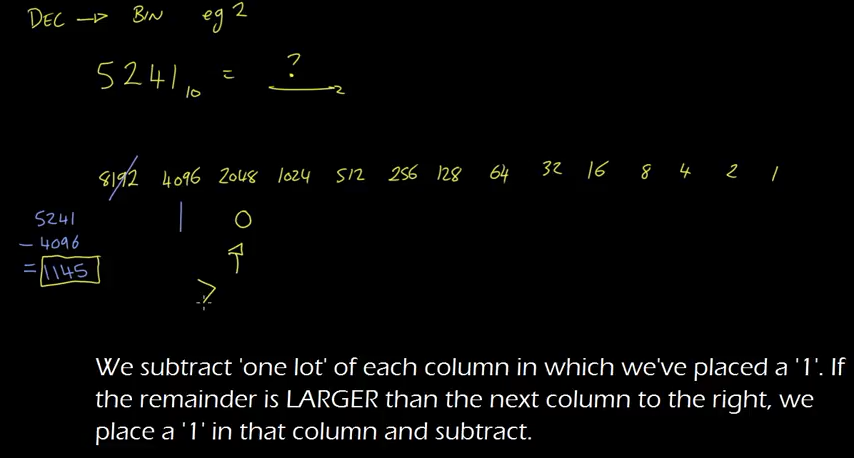 DEC → BIN eg 2
5241₁₀ = ?₂
8192 4096 2048 1024 512 256 128 64 32 16 8 4 2 1
5241 1 0
- 4096
= 1145
>
We subtract 'one lot' of each column in which we've placed a '1'. If
the remainder is LARGER than the next column to the right, we
place a '1' in that column and subtract.